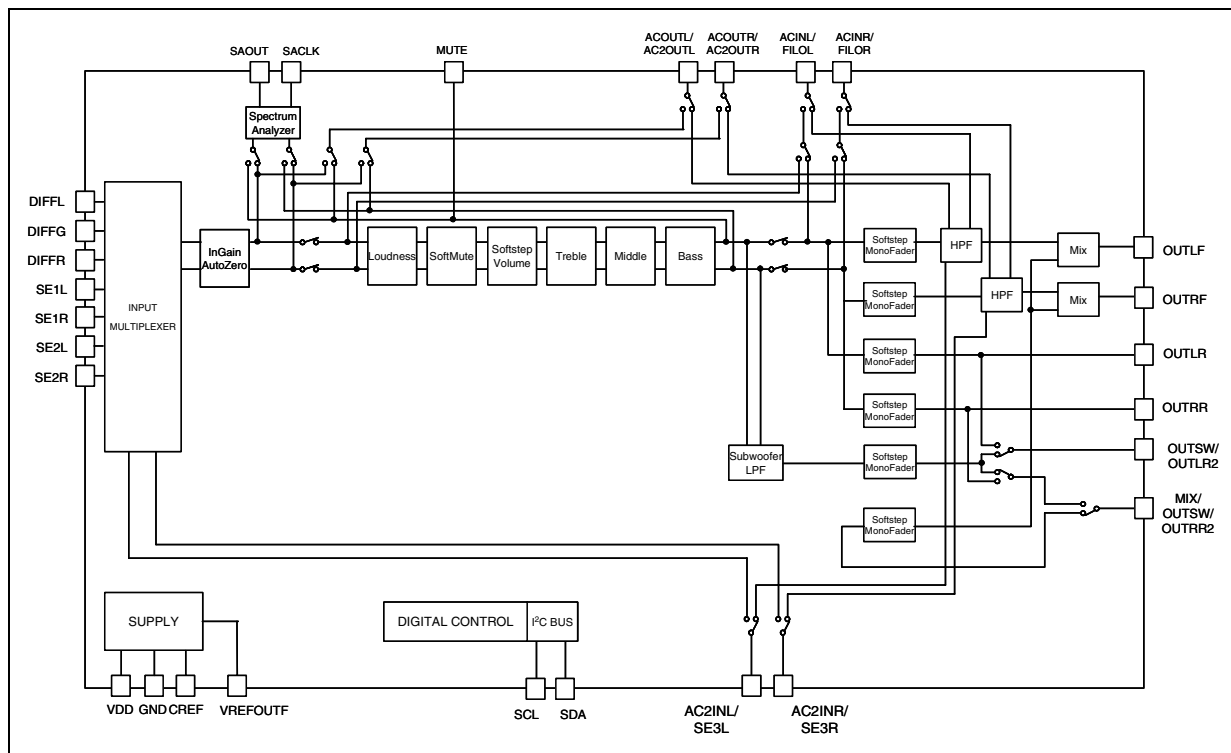 SAOUT
SACLK
MUTE
ACOUTL/
AC2OUTL
ACOUTR/
AC2OUTR
ACINL/
FILOL
ACINR/
FILOR
Spectrum
Analyzer
DIFFL
DIFFG
DIFFR
SE1L
SE1R
SE2L
SE2R
INPUT
MULTIPLEXER
InGain
AutoZero
Loudness
SoftMute
Softstep
Volume
Treble
Middle
Bass
Softstep
MonoFader
HPF
Mix
OUTLF
Softstep
MonoFader
HPF
Mix
OUTRF
Softstep
MonoFader
OUTLR
Softstep
MonoFader
OUTRR
Subwoofer
LPF
Softstep
MonoFader
OUTSW/
OUTLR2
Softstep
MonoFader
MIX/
OUTSW/
OUTRR2
SUPPLY
DIGITAL CONTROL
I²C BUS
VDD
GND
CREF
VREFOUTF
SCL
SDA
AC2INL/
SE3L
AC2INR/
SE3R